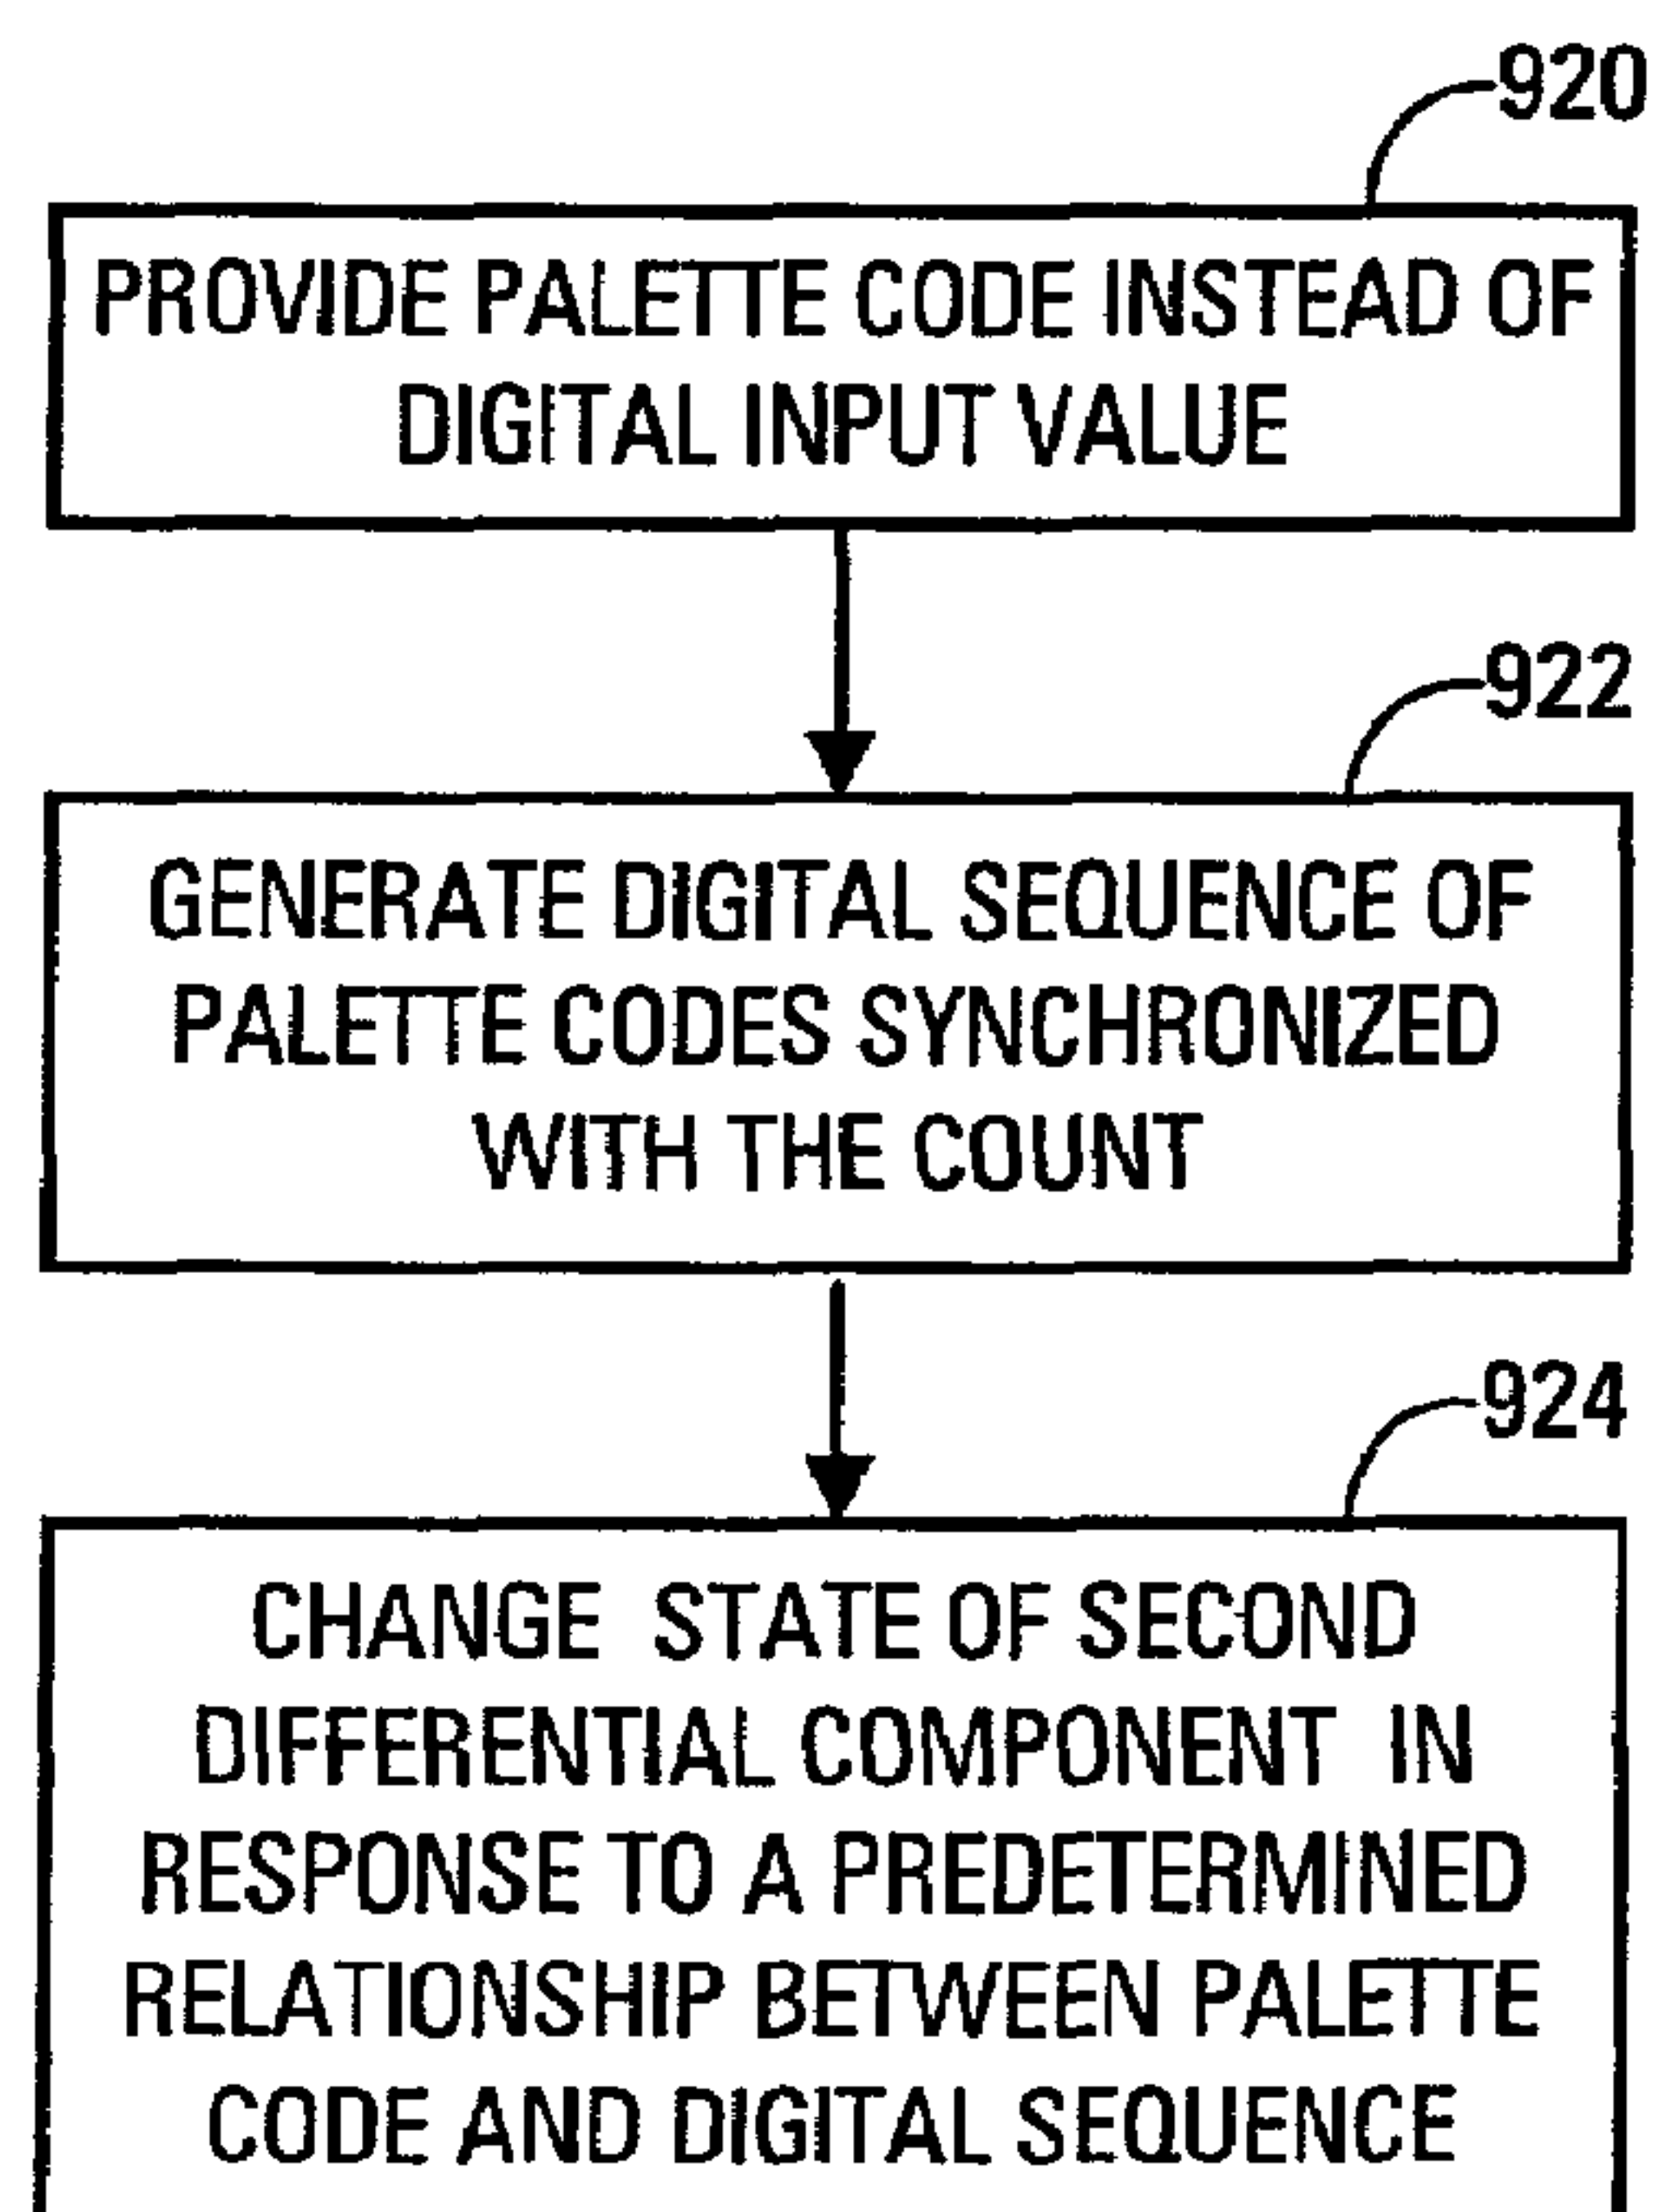 920
PROVIDE PALETTE CODE INSTEAD OF
DIGITAL INPUT VALUE
922
GENERATE DIGITAL SEQUENCE OF
PALETTE CODES SYNCHRONIZED
WITH THE COUNT
924
CHANGE STATE OF SECOND
DIFFERENTIAL COMPONENT IN
RESPONSE TO A PREDETERMINED
RELATIONSHIP BETWEEN PALETTE
CODE AND DIGITAL SEQUENCE